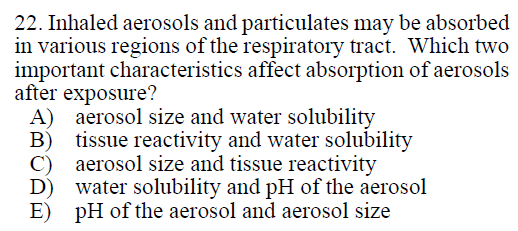 22. Inhaled aerosols and particulates may be absorbed
in various regions of the respiratory tract.  Which two
important characteristics affect absorption of aerosols
after exposure?
A) aerosol size and water solubility
B) tissue reactivity and water solubility
C) aerosol size and tissue reactivity
D) water solubility and pH of the aerosol
E) pH of the aerosol and aerosol size